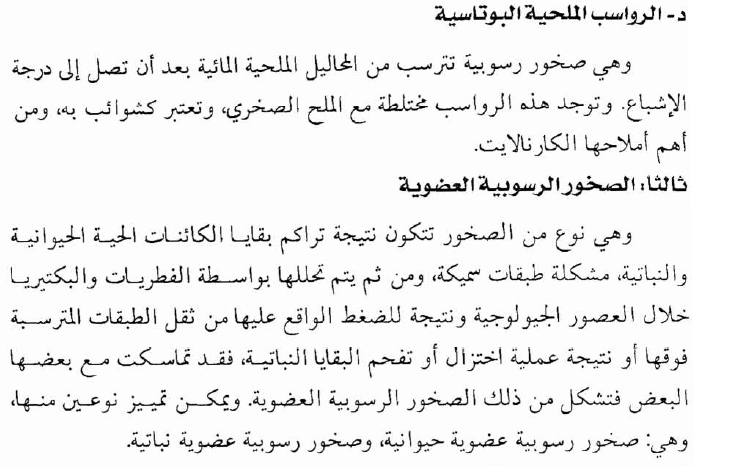 د- الرواسب الملحية البوتاسية
وهي صخور رسوبية تترسب من المحاليل الملحية المائية بعد أن تصل إلى درجة
الإشباع. وتوجد هذه الرواسب مختلطة مع الملح الصخري، وتعتبر كشوائب به، ومن
أهم أملاحها الكارنالايت.
ثالثا: الصخور الرسوبية العضوية
وهي نوع من الصخور تتكون نتيجة تراكم بقايا الكائنات الحية الحيوانية
والنباتية، مشكلة طبقات سميكة، ومن ثم يتم تحللها بواسطة الفطريات والبكتيريا
خلال العصور الجيولوجية ونتيجة للضغط الواقع عليها من ثقل الطبقات المترسبة
فوقها أو نتيجة عملية اختزال أو تفحم البقايا النباتية، فقد تماسكت مع بعضها
البعض فتشكل من ذلك الصخور الرسوبية العضوية. ويمكن تمييز نوعين منها،
وهي: صخور رسوبية عضوية حيوانية، وصخور رسوبية عضوية نباتية.